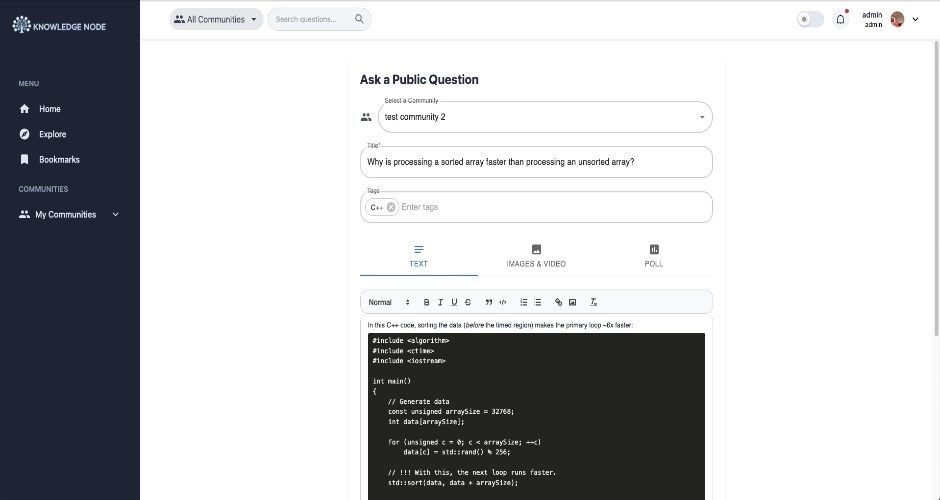 KNOWLEDGE NODE
All Communities
Search questions...
admin
admin
MENU
Home
Explore
Bookmarks
COMMUNITIES
My Communities
Ask a Public Question
Select a Community
test community 2
Title*
Why is processing a sorted array faster than processing an unsorted array?
Tags
C++ Enter tags
TEXT IMAGES & VIDEO POLL
Normal B I U S
In this C++ code, sorting the data (before the timed region) makes the primary loop ~6x faster:
#include <algorithm>
#include <ctime>
#include <iostream>
int main()
{
// Generate data
const unsigned arraySize = 32768;
int data[arraySize];
for (unsigned c = 0; c < arraySize; ++c)
data[c] = std::rand() % 256;
// !!! With this, the next loop runs faster.
std::sort(data, data + arraySize);